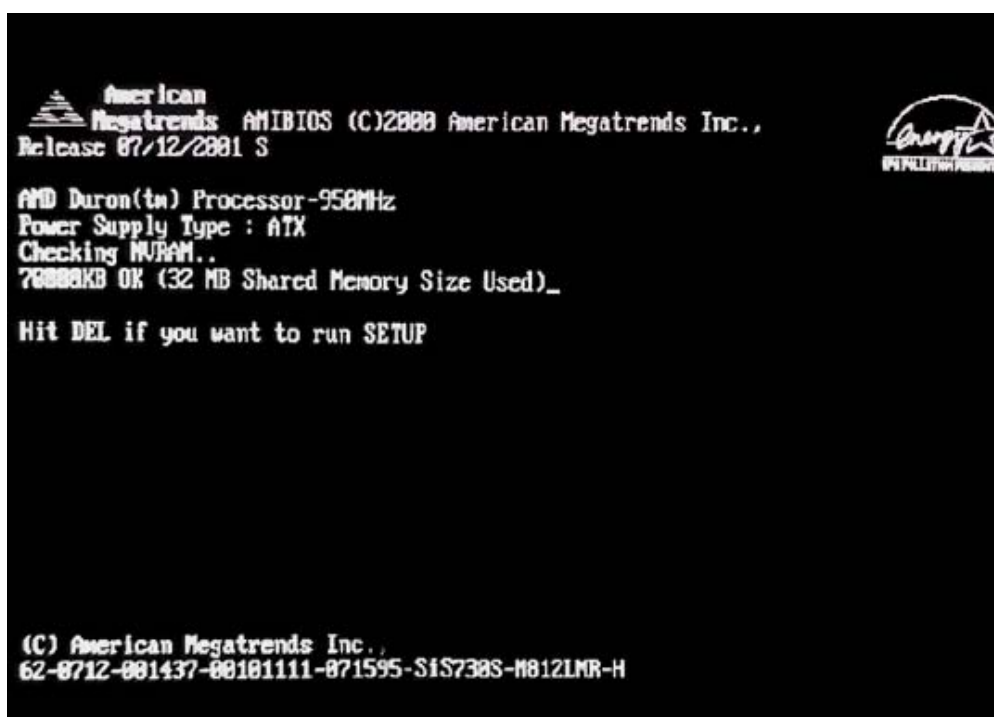 American
Megatrends AMIBIOS (C)2000 American Megatrends Inc.,
Release 07/12/2001 S
Energy
AMD Duron(tm) Processor-950MHz
Power Supply Type : ATX
Checking NVRAM..
OK (32 MB Shared Memory Size Used)_
Hit DEL if you want to run SETUP
(C) American Megatrends Inc.,
62-0712-001437-00101111-071595-SiS730S-M812LMR-H